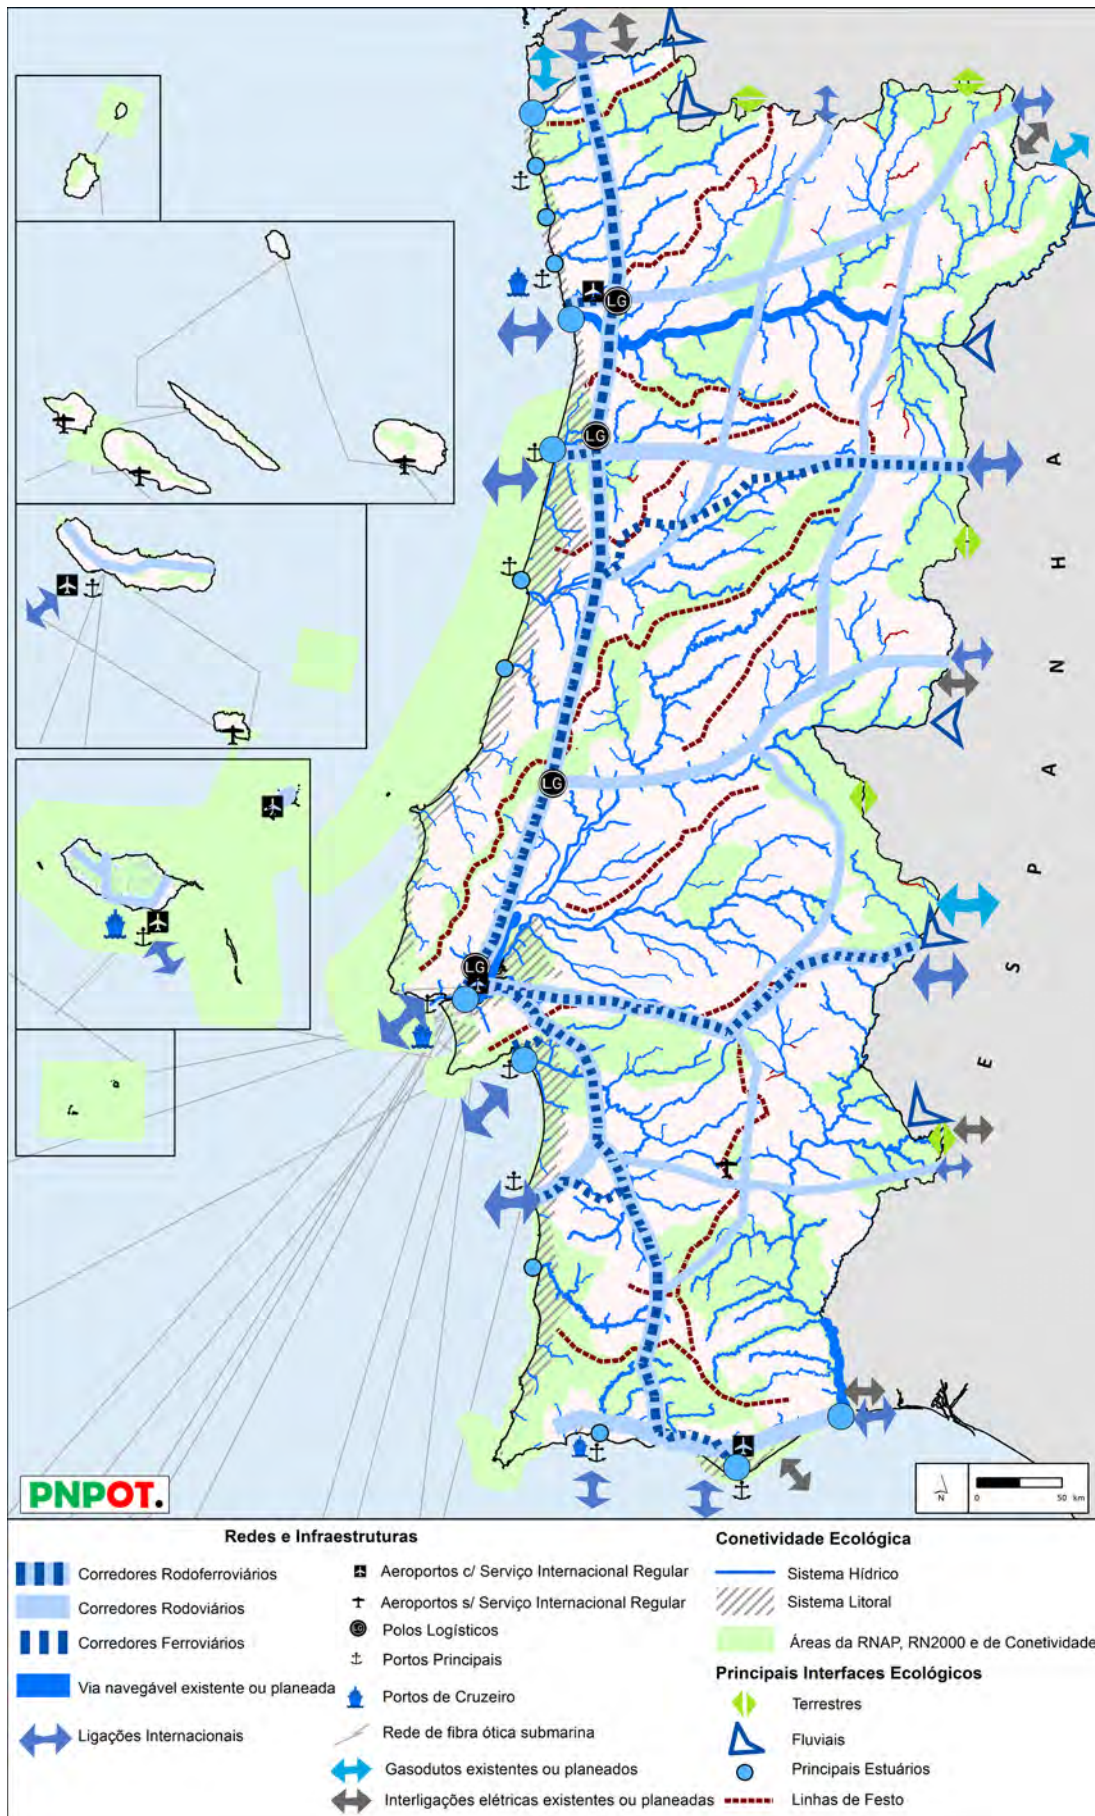 LG
LG
LG
LG
A
H
N
A
P
S
E
PNPOT.
N
0 50 km
Redes e Infraestruturas
Corredores Rodoferroviários
Corredores Rodoviários
Corredores Ferroviários
Via navegável existente ou planeada
Ligações Internacionais
Aeroportos c/ Serviço Internacional Regular
Aeroportos s/ Serviço Internacional Regular
LG Polos Logísticos
Portos Principais
Portos de Cruzeiro
Rede de fibra ótica submarina
Gasodutos existentes ou planeados
Interligações elétricas existentes ou planeadas
Conetividade Ecológica
Sistema Hídrico
Sistema Litoral
Áreas da RNAP, RN2000 e de Conetividade
Principais Interfaces Ecológicos
Terrestres
Fluviais
Principais Estuários
Linhas de Festo